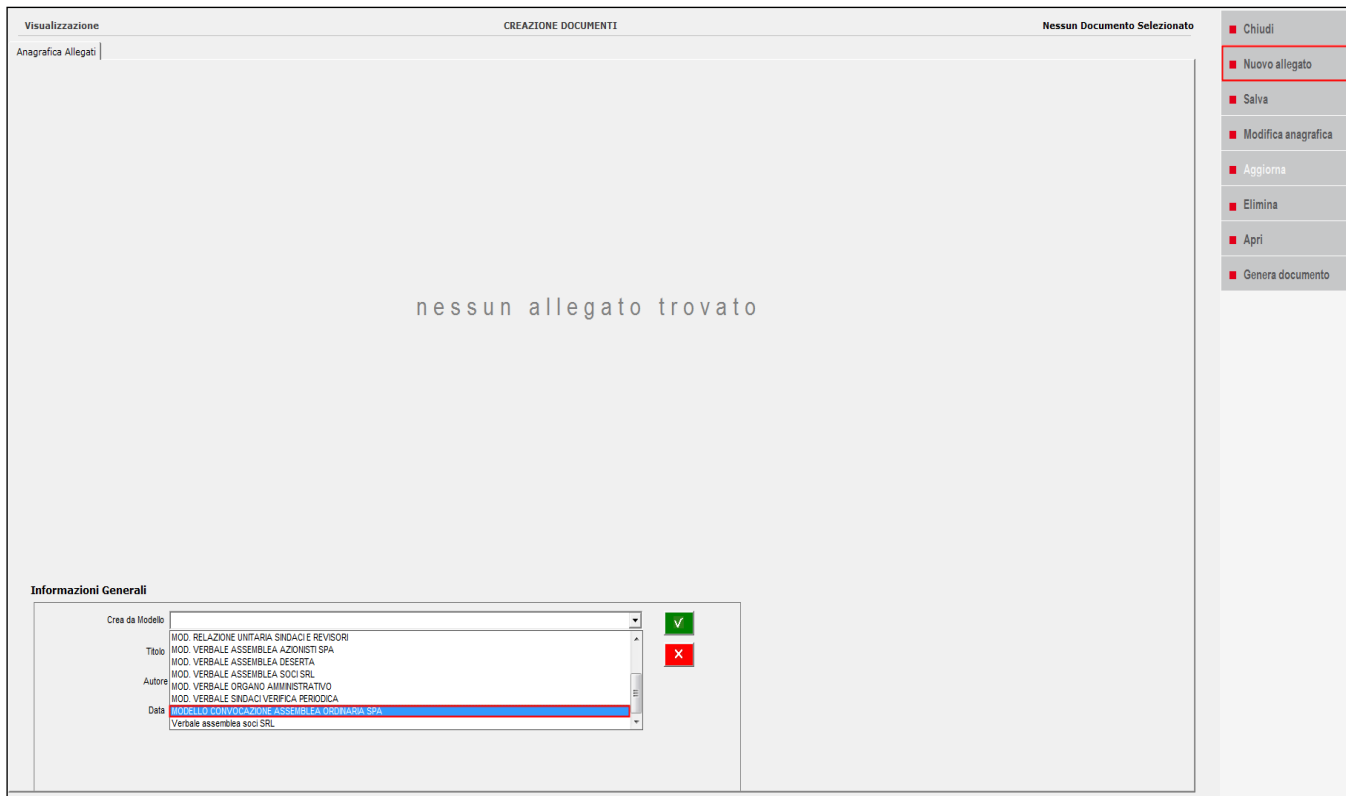 Visualizzazione CREAZIONE DOCUMENTI Nessun Documento Selezionato
Anagrafica Allegati
Chiudi
Nuovo allegato
Salva
Modifica anagrafica
Aggiorna
Elimina
Apri
Genera documento
nessun allegato trovato
Informazioni Generali
Crea da Modello
Titolo
Autore
Data
MOD. RELAZIONE UNITARIA SINDACI E REVISORI
MOD. VERBALE ASSEMBLEA AZIONISTI SPA
MOD. VERBALE ASSEMBLEA DESERTA
MOD. VERBALE ASSEMBLEA SOCI SRL
MOD. VERBALE ORGANO AMMINISTRATIVO
MOD. VERBALE SINDACI VERIFICA PERIODICA
MODELLO CONVOCAZIONE ASSEMBLEA ORDINARIA SPA
Verbale assemblea soci SRL